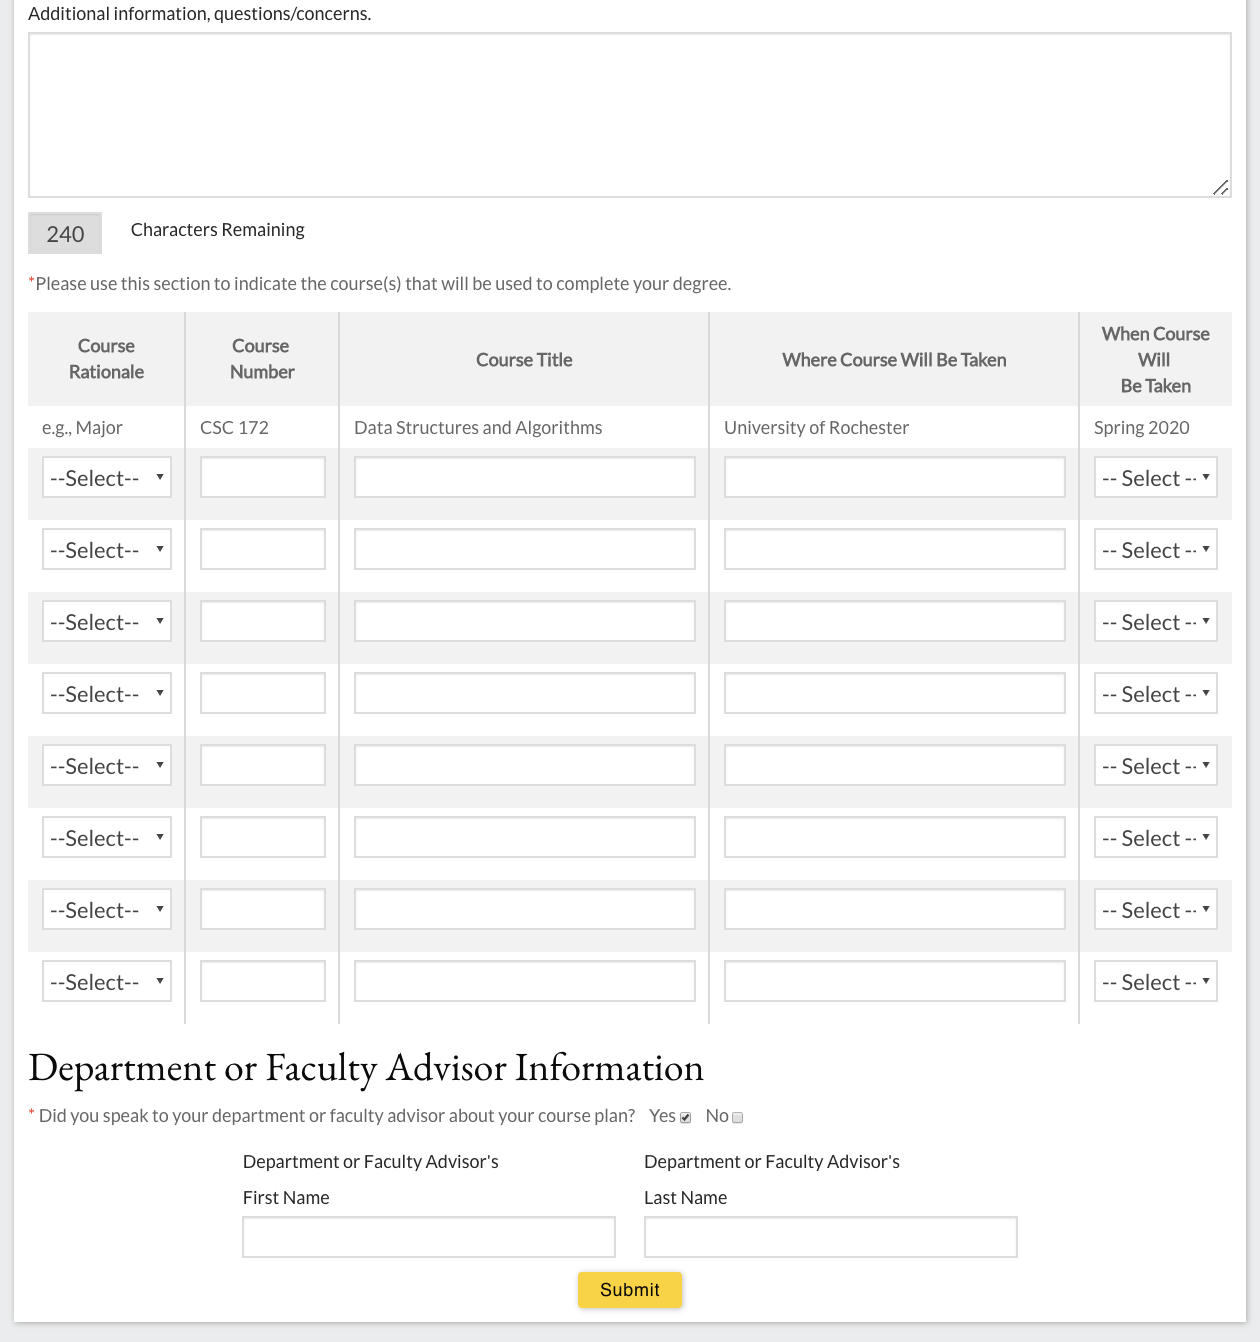 Additional information, questions/concerns.
240 Characters Remaining
*Please use this section to indicate the course(s) that will be used to complete your degree.
Course Rationale Course Number Course Title Where Course Will Be Taken When Course Will Be Taken
e.g., Major CSC 172 Data Structures and Algorithms University of Rochester Spring 2020
--Select-- -- Select --
--Select-- -- Select --
--Select-- -- Select --
--Select-- -- Select --
--Select-- -- Select --
--Select-- -- Select --
--Select-- -- Select --
--Select-- -- Select --
Department or Faculty Advisor Information
* Did you speak to your department or faculty advisor about your course plan? Yes No
Department or Faculty Advisor's Department or Faculty Advisor's
First Name Last Name
Submit